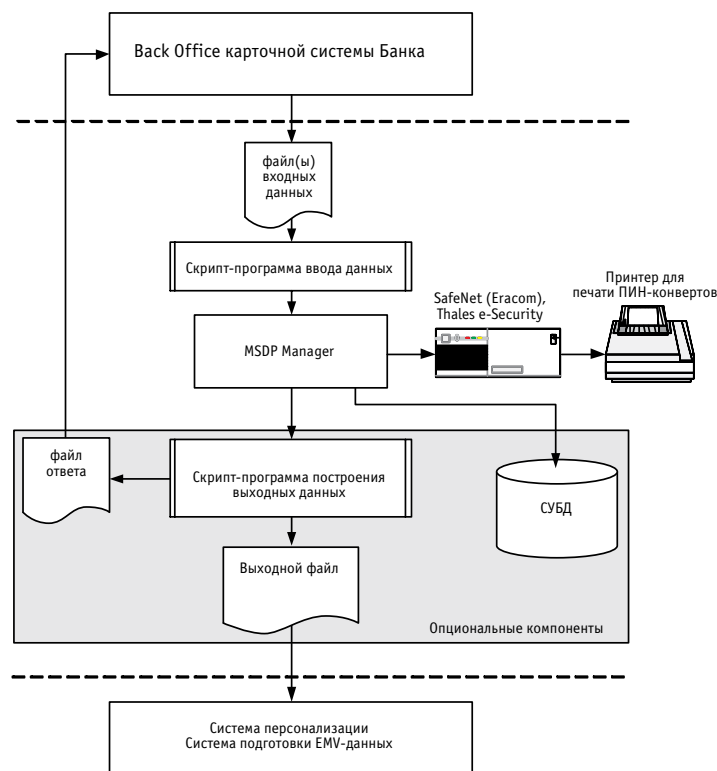 Back Office карточной системы Банка
файл(ы)
входных
данных
Скрипт-программа ввода данных
SafeNet (Eracom),
Thales e-Security
Принтер для
печати ПИН-конвертов
MSDP Manager
файл
ответа
Скрипт-программа построения
выходных данных
СУБД
Выходной файл
Опциональные компоненты
Система персонализации
Система подготовки EMV-данных